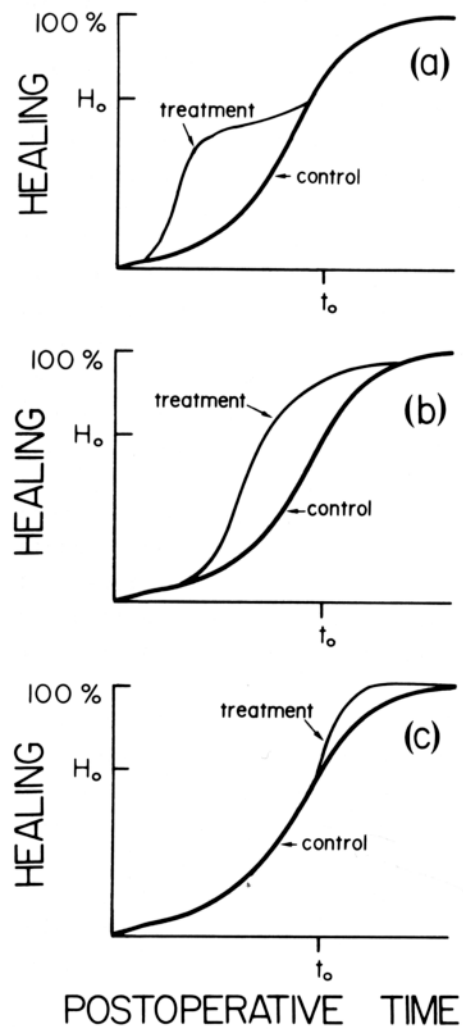 100 %
(a)
H₀
treatment
HEALING
control
t₀
100 %
treatment
(b)
H₀
HEALING
control
t₀
100 %
treatment
(c)
H₀
HEALING
control
t₀
POSTOPERATIVE TIME